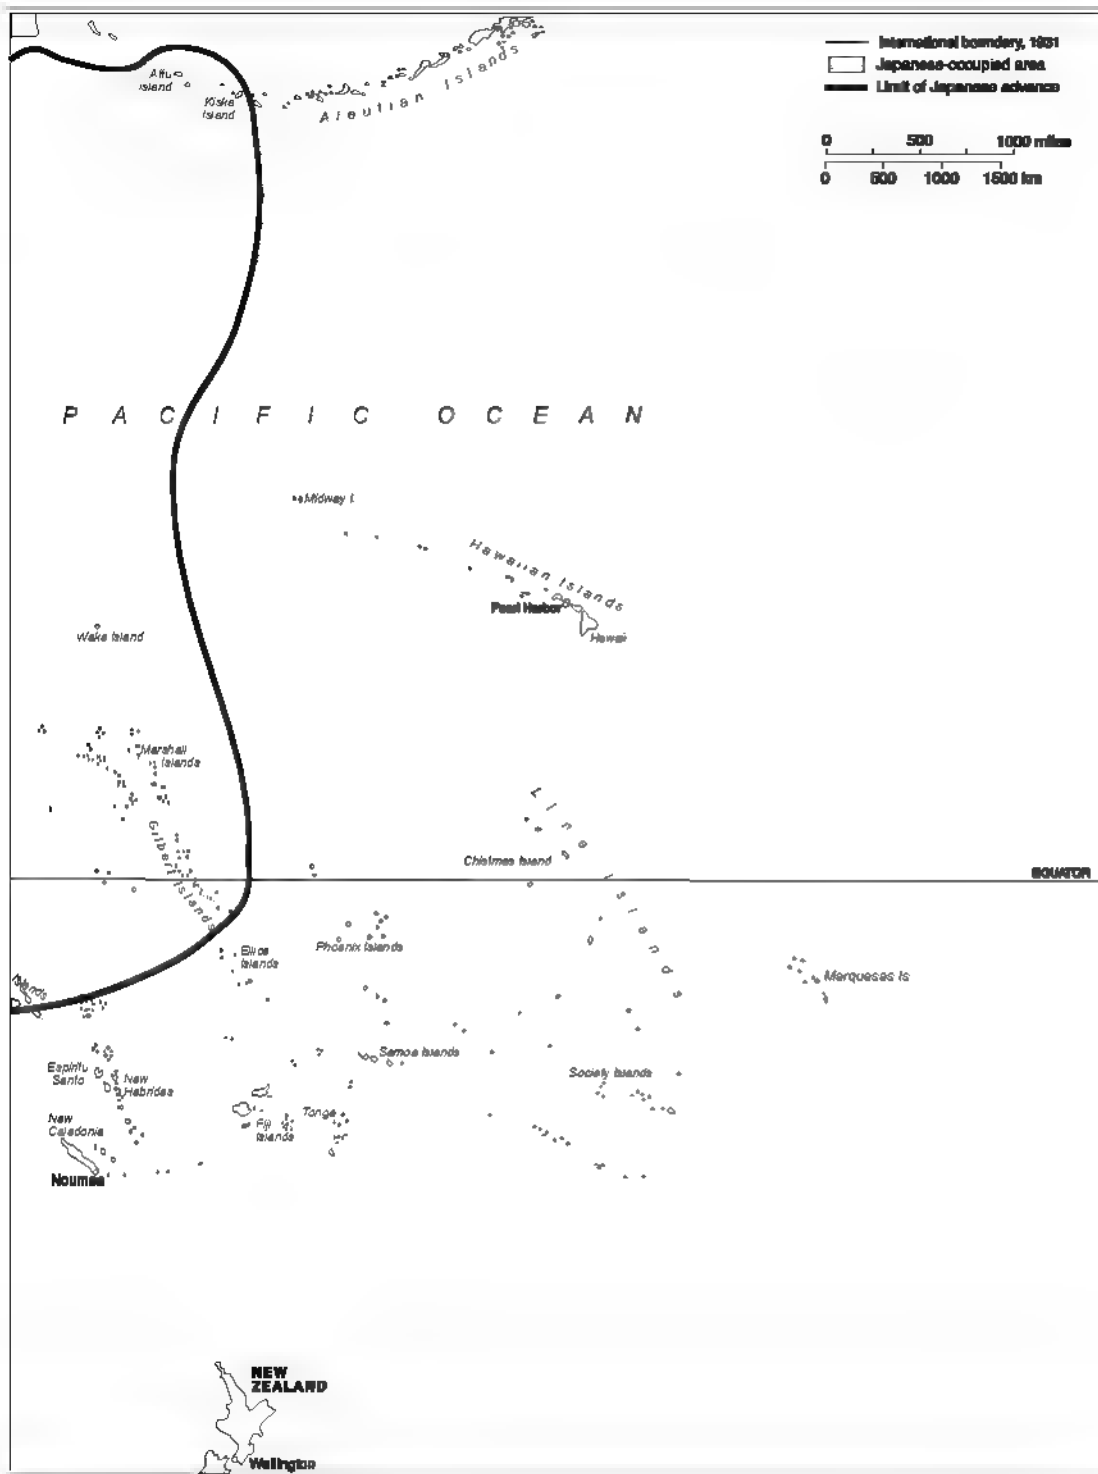 International boundary, 1931
Japanese-occupied area
Limit of Japanese advance
0 500 1000 miles
0 500 1000 1500 km
Attu
Island
Kiska
Island
Aleutian Islands
PACIFIC OCEAN
Midway I.
Hawaiian Islands
Pearl Harbor
Hawaii
Wake Island
Marshall
Islands
Gilbert Islands
Line Islands
Chistmas Island
EQUATOR
Islands
Ellice
Islands
Phoenix Islands
Marquesas Is
Samoa Islands
Espiritu
Santo
New
Hebrides
Society Islands
New
Caledonia
Fiji
Islands
Tonga
Noumea
NEW
ZEALAND
Wellington